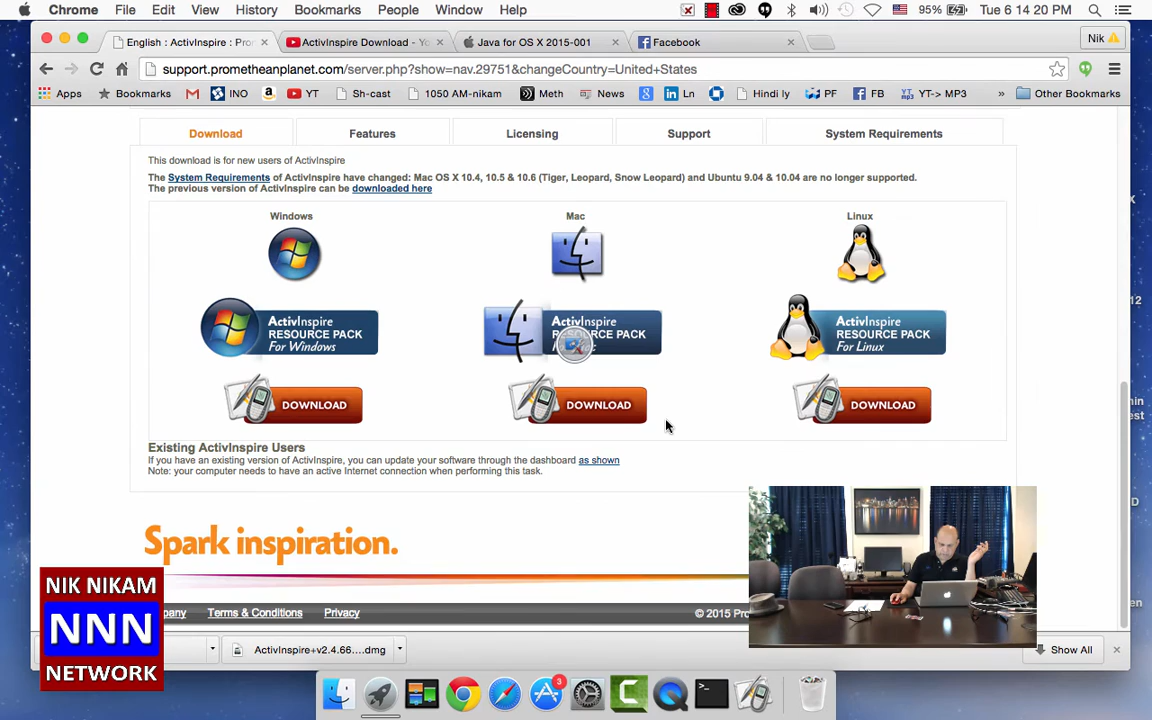 Chrome File Edit View History Bookmarks People Window Help 95% Tue 6 14 20 PM
English : ActivInspire : Pro
ActivInspire Download - Yo
Java for OS X 2015-001
Facebook
Nik
support.prometheanplanet.com/server.php?show=nav.29751&changeCountry=United+States
Apps Bookmarks INO YT Sh-cast 1050 AM-nikam Meth News Ln Hindi ly PF FB YT-> MP3 » Other Bookmarks
Download Features Licensing Support System Requirements
This download is for new users of ActivInspire
The System Requirements of ActivInspire have changed: Mac OS X 10.4, 10.5 & 10.6 (Tiger, Leopard, Snow Leopard) and Ubuntu 9.04 & 10.04 are no longer supported.
The previous version of ActivInspire can be downloaded here
Windows Mac Linux
ActivInspire
RESOURCE PACK
For Windows
ActivInspire
RESOURCE PACK
ActivInspire
RESOURCE PACK
For Linux
DOWNLOAD DOWNLOAD DOWNLOAD
Existing ActivInspire Users
If you have an existing version of ActivInspire, you can update your software through the dashboard as shown
Note: your computer needs to have an active Internet connection when performing this task.
Spark inspiration.
Terms & Conditions Privacy © 2015 Pro
NIK NIKAM
NNN
NETWORK
ActivInspire+v2.4.66....dmg
Show All
3